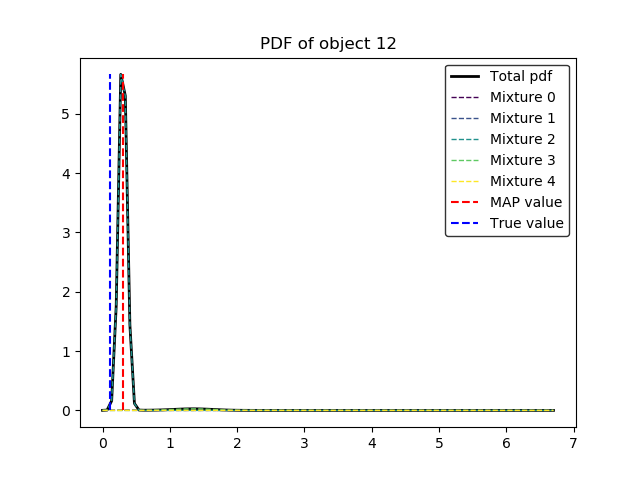 PDF of object 12
Total pdf
Mixture 0
Mixture 1
Mixture 2
Mixture 3
Mixture 4
MAP value
True value
5
4
3
2
1
0
0 1 2 3 4 5 6 7